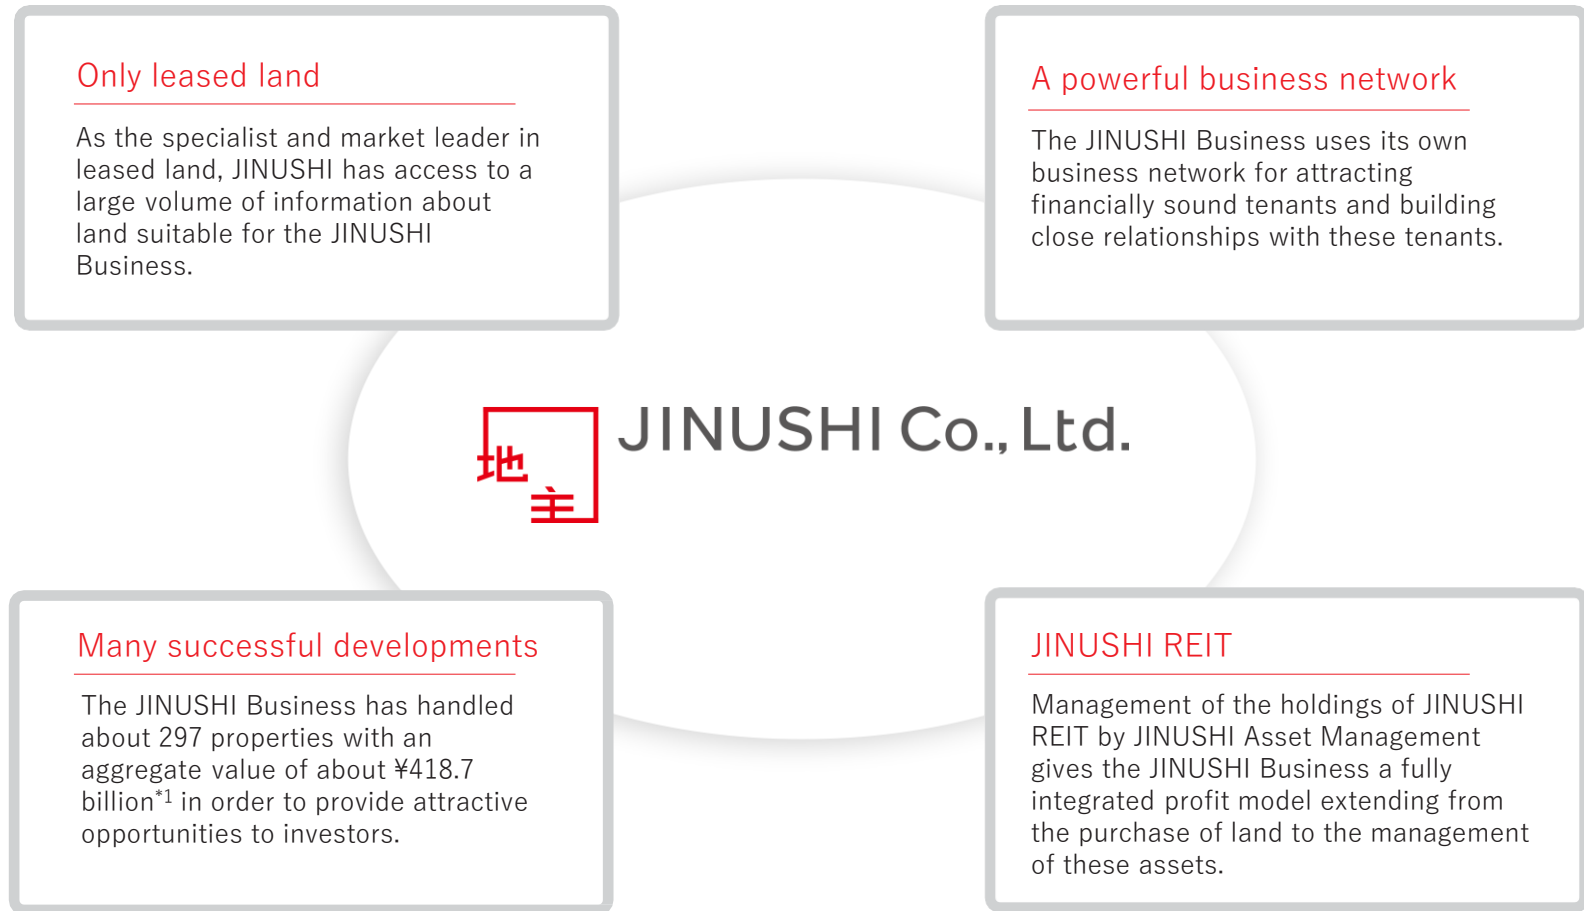 Only leased land
As the specialist and market leader in
leased land, JINUSHI has access to a
large volume of information about
land suitable for the JINUSHI
Business.
A powerful business network
The JINUSHI Business uses its own
business network for attracting
financially sound tenants and building
close relationships with these tenants.
地主
JINUSHI Co., Ltd.
Many successful developments
The JINUSHI Business has handled
about 297 properties with an
aggregate value of about ¥418.7
billion*1 in order to provide attractive
opportunities to investors.
JINUSHI REIT
Management of the holdings of JINUSHI
REIT by JINUSHI Asset Management
gives the JINUSHI Business a fully
integrated profit model extending from
the purchase of land to the management
of these assets.